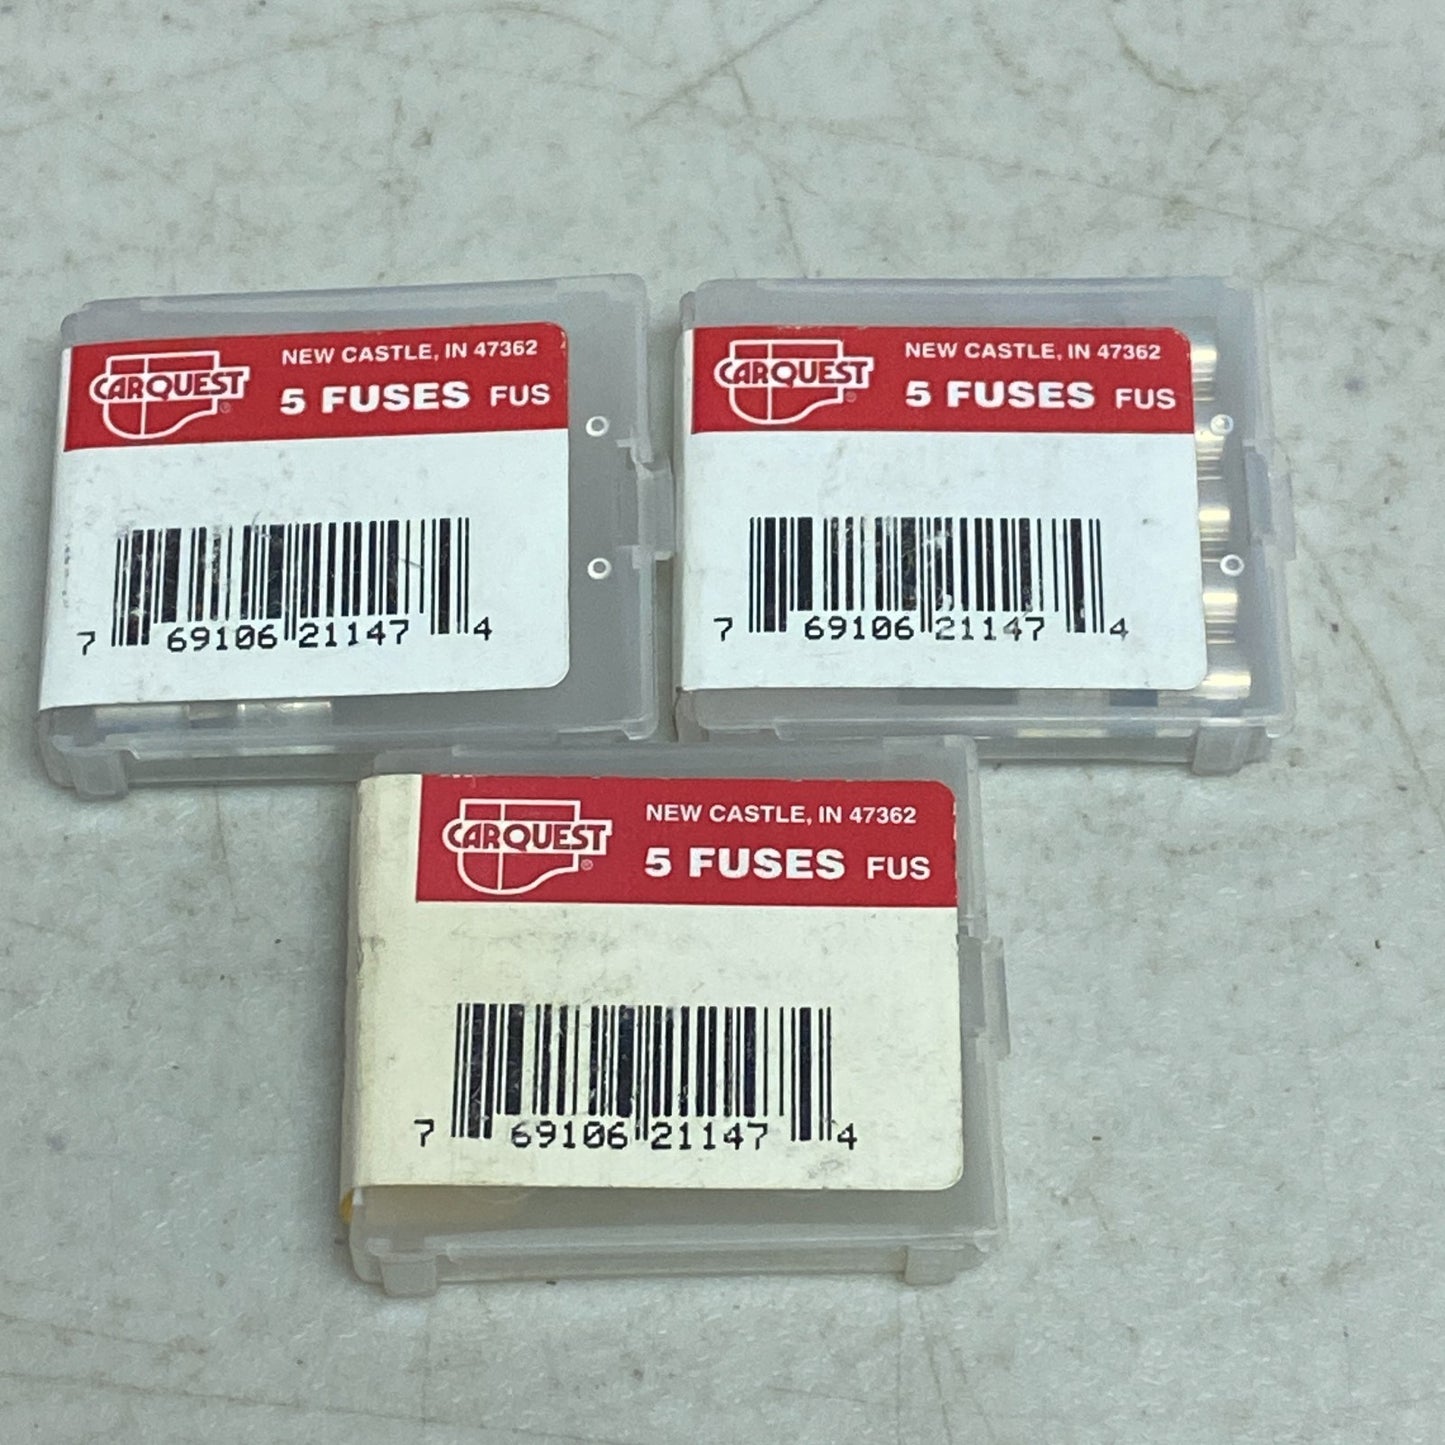 CARQUEST®
NEW CASTLE, IN 47362
5 FUSES FUS
7 69106 21147 4
CARQUEST®
NEW CASTLE, IN 47362
5 FUSES FUS
7 69106 21147 4
CARQUEST®
NEW CASTLE, IN 47362
5 FUSES FUS
7 69106 21147 4